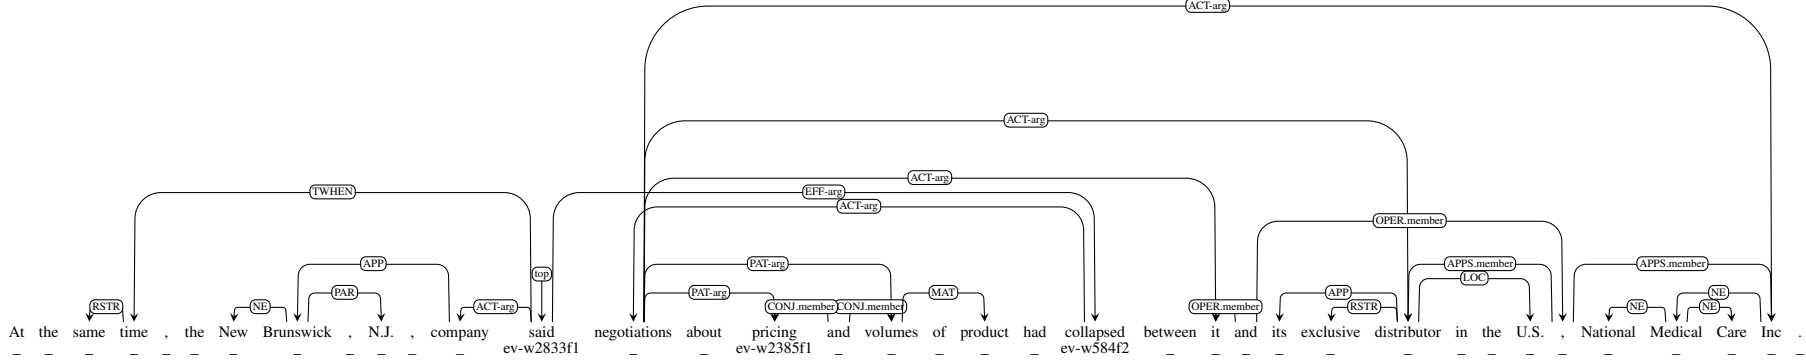 ACT-arg
ACT-arg
ACT-arg
TWHEN EFF-arg
ACT-arg
OPER.member
APP PAT-arg APPS.member APPS.member
top LOC
PAR PAT-arg MAT APP NE
RSTR NE ACT-arg CONJ.member CONJ.member OPER.member RSTR NE NE
At the same time , the New Brunswick , N.J. , company said negotiations about pricing and volumes of product had collapsed between it and its exclusive distributor in the U.S. , National Medical Care Inc .
_ _ _ _ _ _ _ _ _ _ _ _ ev-w2833f1 _ _ ev-w2385f1 _ _ _ _ _ ev-w584f2 _ _ _ _ _ _ _ _ _ _ _ _ _ _ _